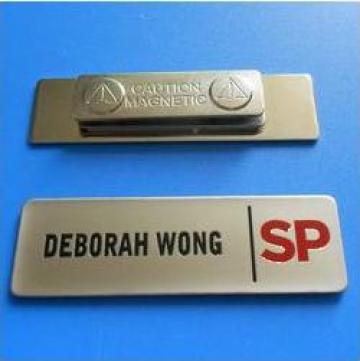 CAUTION
MAGNETIC
DEBORAH WONG
SP